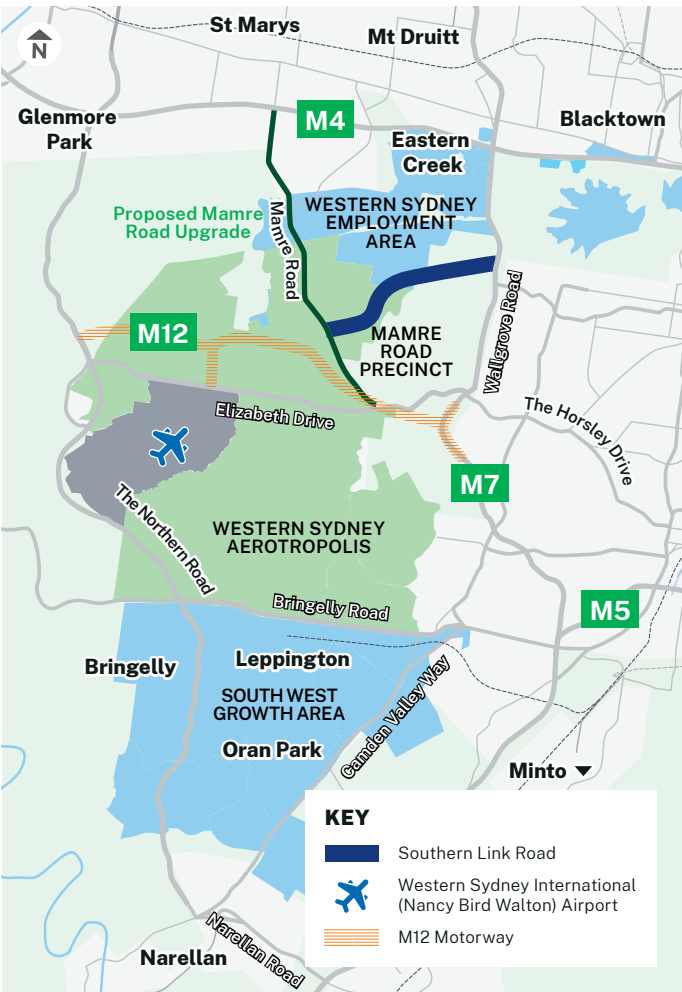 N
St Marys
Mt Druitt
M4
Glenmore
Park
Blacktown
Eastern
Creek
Proposed Mamre
Road Upgrade
Mamre Road
WESTERN SYDNEY
EMPLOYMENT
AREA
M12
MAMRE
ROAD
PRECINCT
Wallgrove Road
Elizabeth Drive
The Horsley Drive
M7
The Northern Road
WESTERN SYDNEY
AEROTROPOLIS
Bringelly Road
M5
Bringelly
Leppington
SOUTH WEST
GROWTH AREA
Oran Park
Camden Valley Way
Minto
KEY
Southern Link Road
Western Sydney International
(Nancy Bird Walton) Airport
M12 Motorway
Narellan
Narellan Road